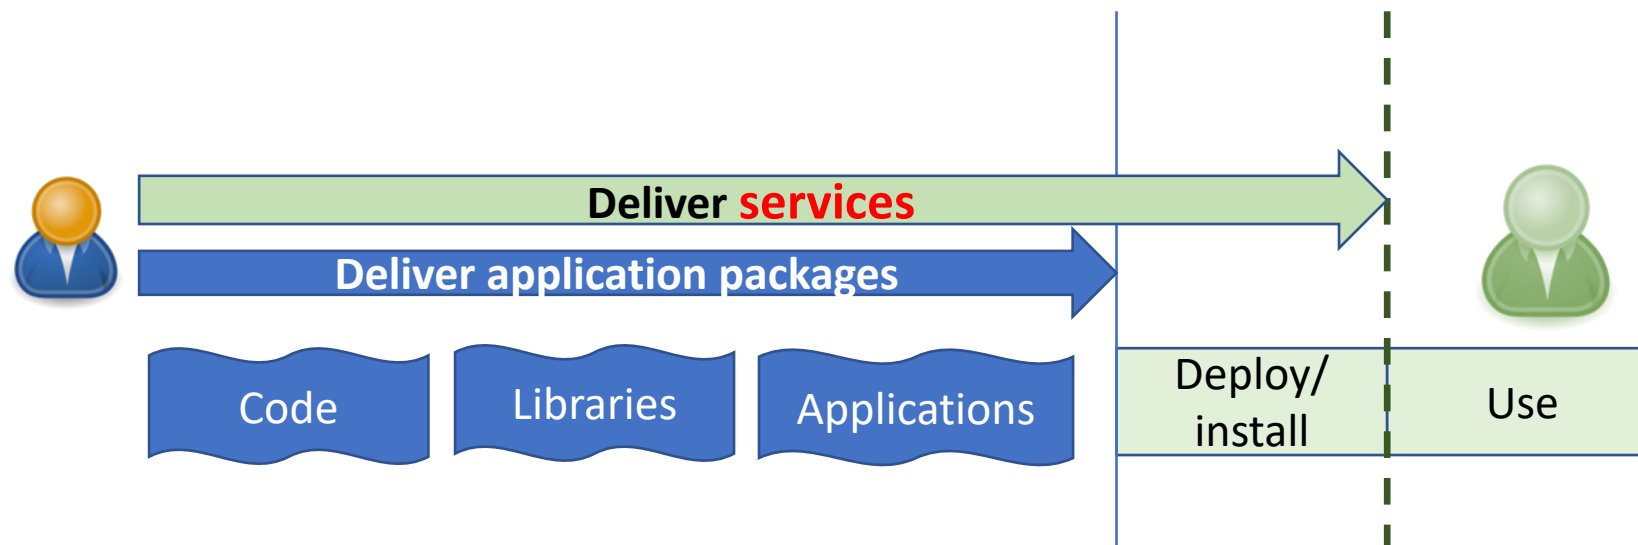 Deliver services
Deliver application packages
Code
Libraries
Applications
Deploy/
install
Use